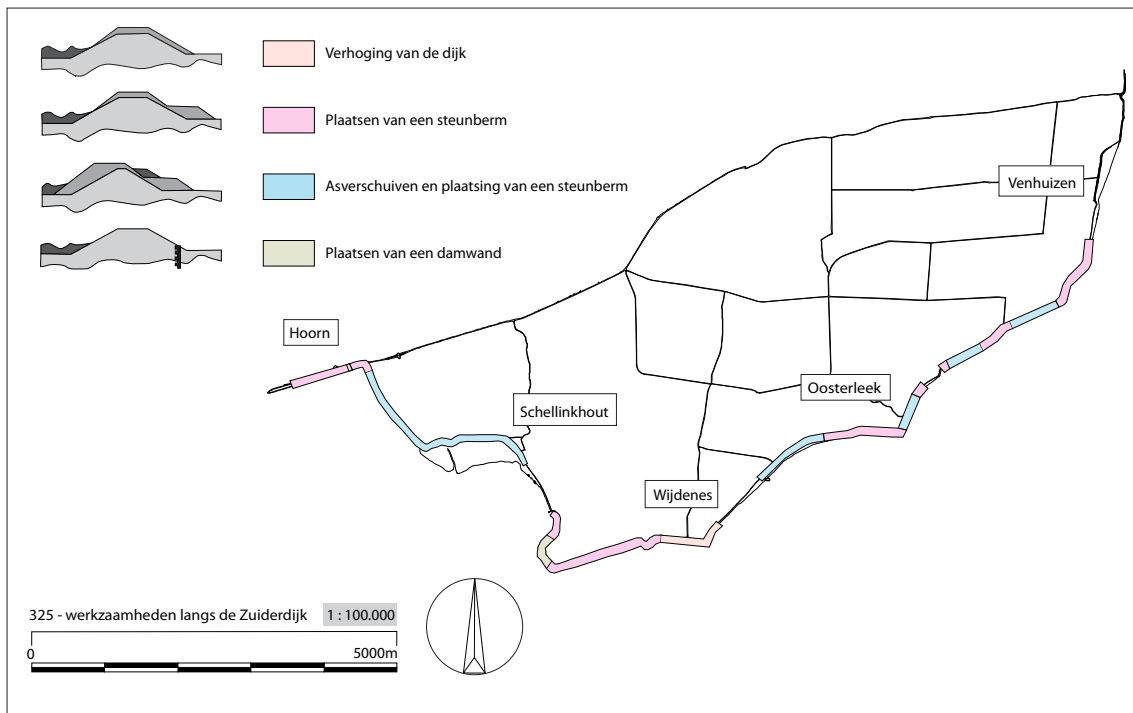 Verhoging van de dijk
Plaatsen van een steunberm
Asverschuiven en plaatsing van een steunberm
Plaatsen van een damwand
Venhuizen
Hoorn
Oosterleek
Schellinkhout
Wijdenes
325 - werkzaamheden langs de Zuiderdijk 1 : 100.000
0 5000m